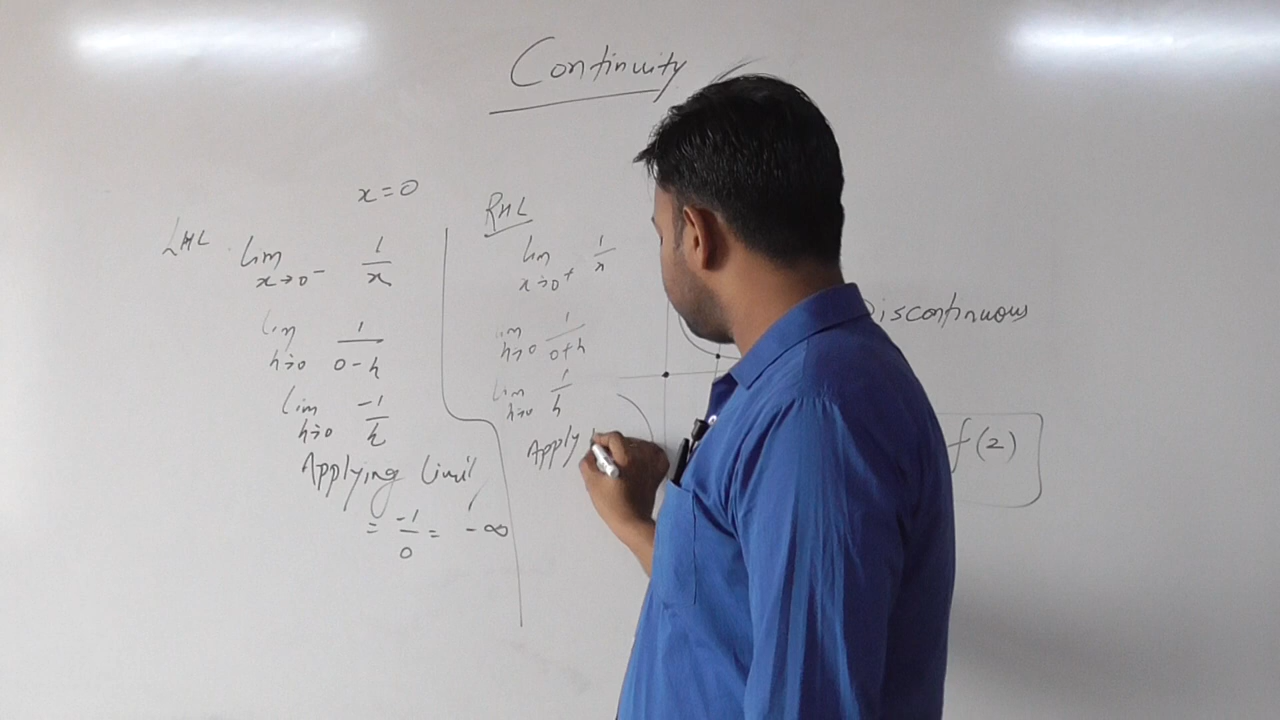 Continuity
x = 0
LHL lim x→0⁻ 1/x
lim h→0 1/0-h
lim h→0 -1/h
Applying limit
= -1/0 = -∞
RHL
lim x→0⁺ 1/x
lim h→0 1/0+h
lim h→0 1/h
Apply
Discontinuous
f(2)